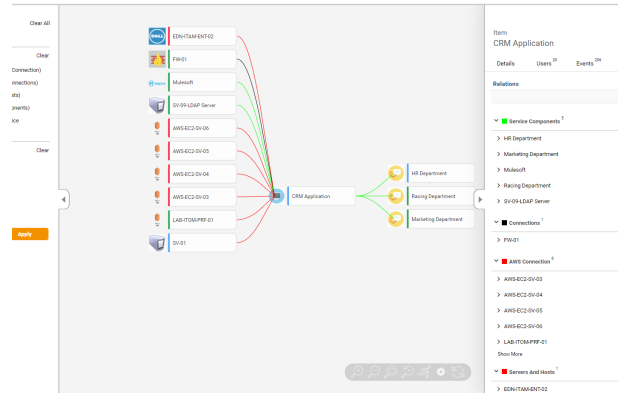 Clear All
Clear
Connection)
nnections)
sts)
onents)
ice
Clear
Apply
DELL
EDN-ITAM-ENT-02
FW-01
Mulesoft
SV-09-LDAP Server
AWS-EC2-SV-06
AWS-EC2-SV-05
AWS-EC2-SV-04
AWS-EC2-SV-03
LAB-ITOM-PRF-01
SV-01
CRM Application
HR Department
Racing Department
Marketing Department
Item
CRM Application
Details Users Events
Relations
Service Components 5
HR Department
Marketing Department
Mulesoft
Racing Department
SV-09-LDAP Server
Connections 1
FW-01
AWS Connection
AWS-EC2-SV-03
AWS-EC2-SV-04
AWS-EC2-SV-05
AWS-EC2-SV-06
LAB-ITOM-PRF-01
Show More
Servers And Hosts 1
EDN-ITAM-ENT-02